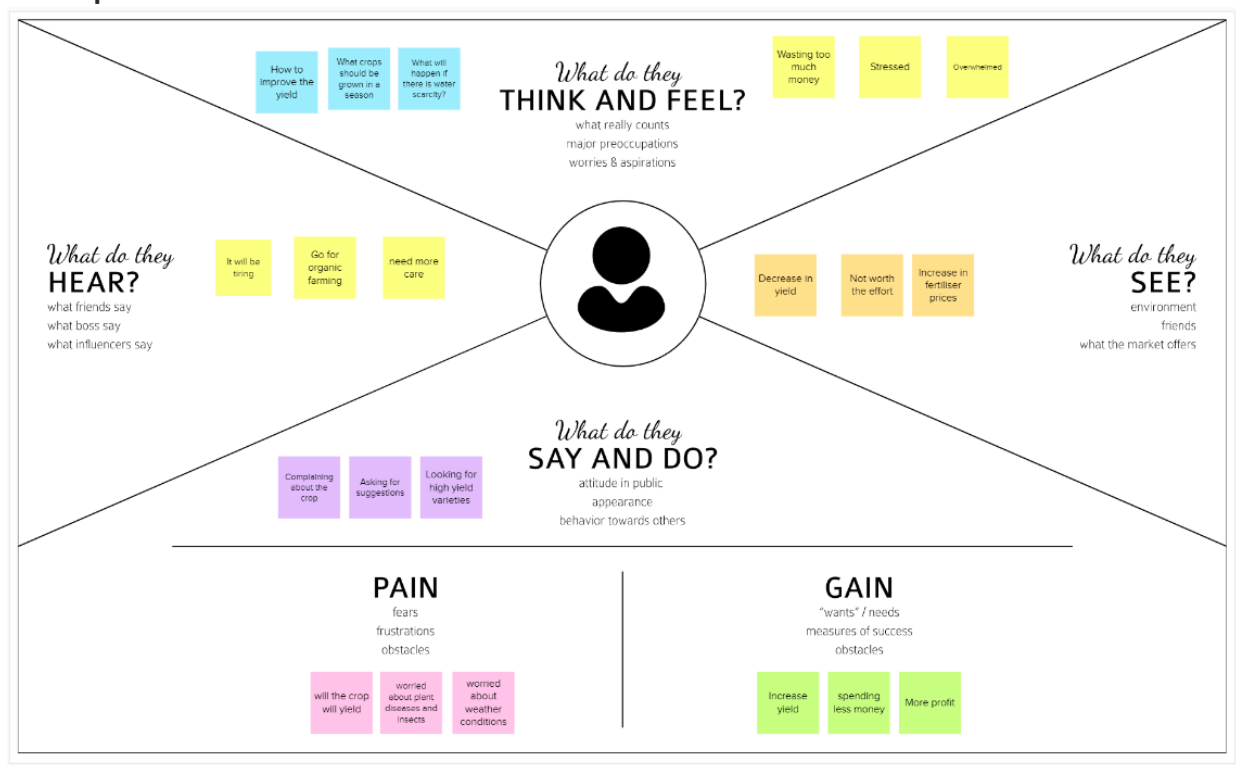 How to
improve the
yield
What crops
should be
grown in a
season
What will
happen if
there is water
scarcity?
What do they
THINK AND FEEL?
what really counts
major preoccupations
worries & aspirations
Wasting too
much
money
Stressed
Overwhelmed
What do they
HEAR?
what friends say
what boss say
what influencers say
It will be
tiring
Go for
organic
farming
need more
care
Decrease in
yield
Not worth
the effort
Increase in
fertiliser
prices
What do they
SEE?
environment
friends
what the market offers
What do they
SAY AND DO?
attitude in public
appearance
behavior towards others
Complaining
about the
crop
Asking for
suggestions
Looking for
high yield
varieties
PAIN
fears
frustrations
obstacles
will the crop
will yield
worried
about plant
diseases and
insects
worried
about
weather
conditions
GAIN
"wants" / needs
measures of success
obstacles
Increase
yield
spending
less money
More profit